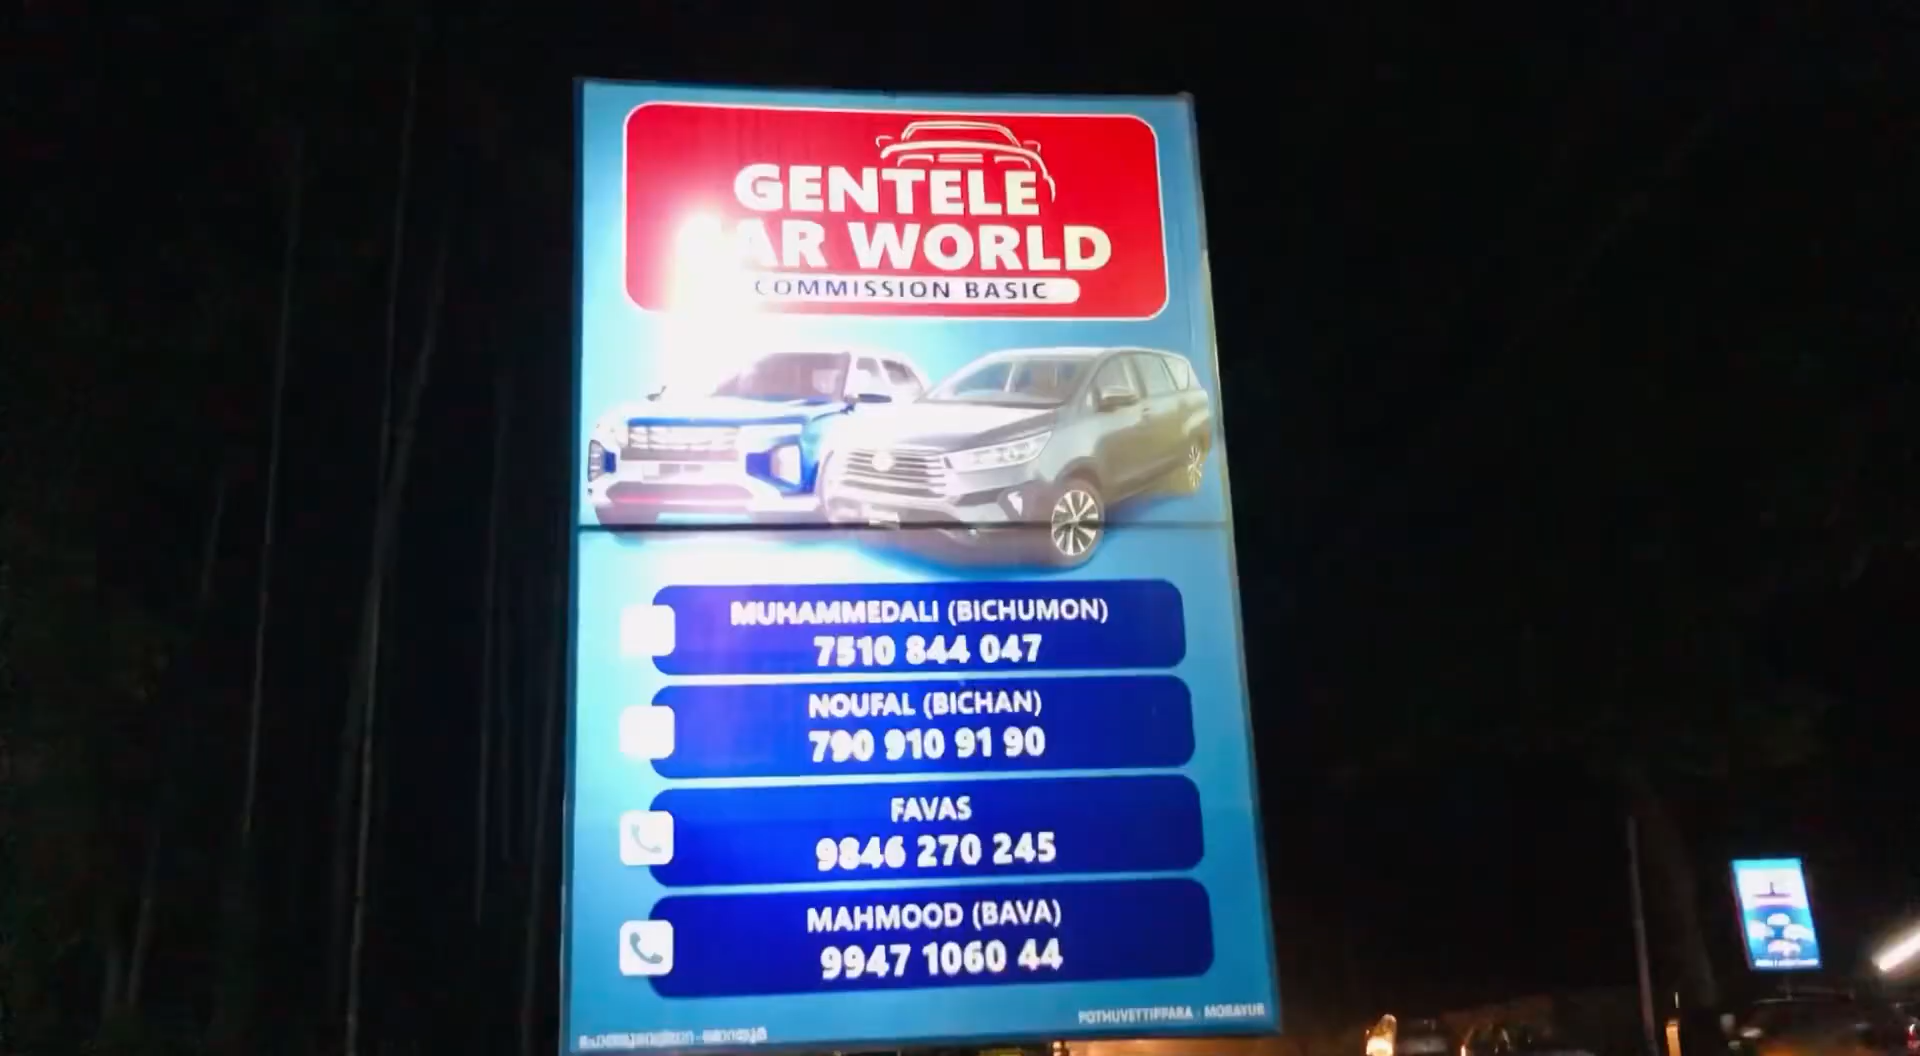 GENTELE
CAR WORLD
COMMISSION BASIC
MUHAMMEDALI (BICHUMON)
7510 844 047
NOUFAL (BICHAN)
790 910 91 90
FAVAS
9846 270 245
MAHMOOD (BAVA)
9947 1060 44
POTHUVETTIPPARA - MORAYUR